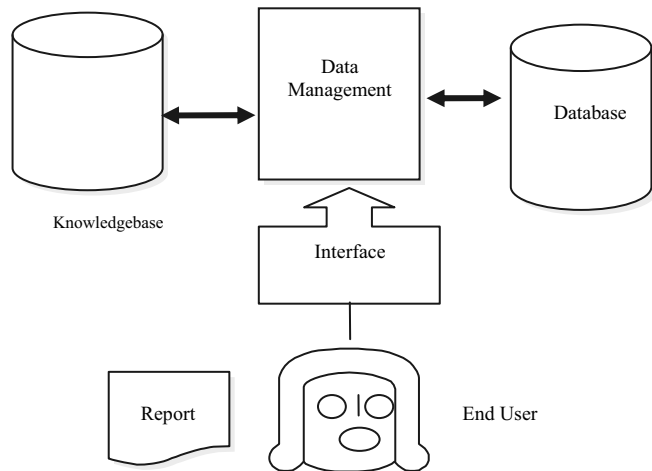 Data
Management
Database
Knowledgebase
Interface
Report
End User